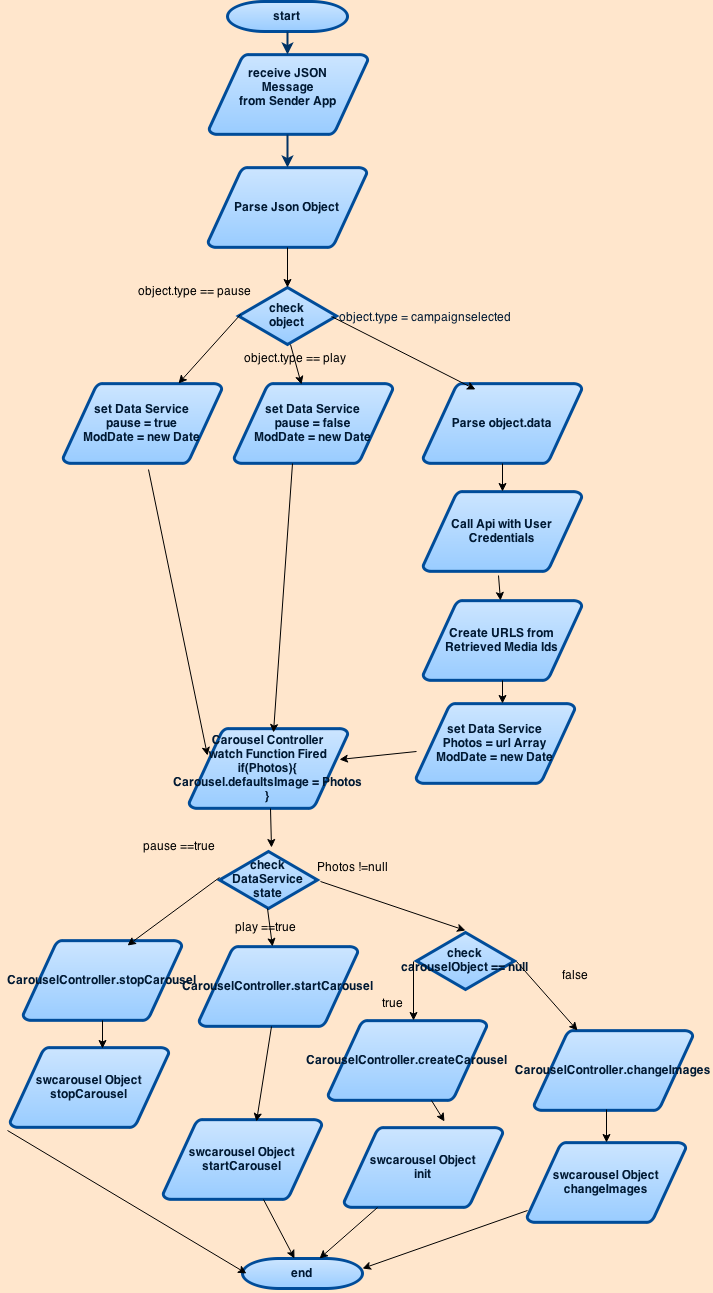 start
receive JSON
Message
from Sender App
Parse Json Object
object.type == pause
check
object
object.type = campaignselected
object.type == play
set Data Service
pause = true
ModDate = new Date
set Data Service
pause = false
ModDate = new Date
Parse object.data
Call Api with User
Credentials
Create URLS from
Retrieved Media Ids
set Data Service
Photos = url Array
ModDate = new Date
Carousel Controller
watch Function Fired
if(Photos){
Carousel.defaultsImage = Photos
}
pause ==true
check
DataService
state
Photos !=null
play ==true
check
carouselObject == null
true
false
CarouselController.stopCarousel
CarouselController.startCarousel
CarouselController.createCarousel
CarouselController.changeImages
swcarousel Object
stopCarousel
swcarousel Object
startCarousel
swcarousel Object
init
swcarousel Object
changeImages
end